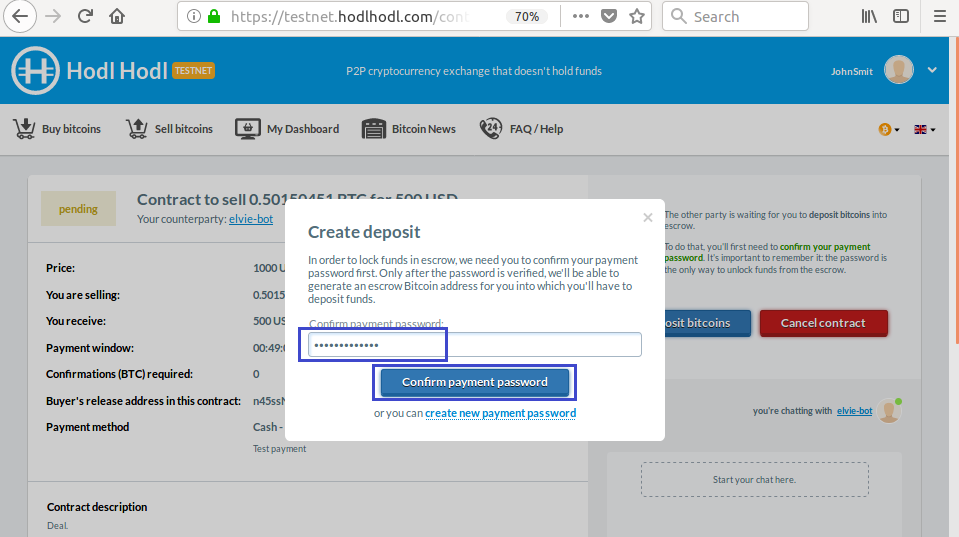 https://testnet.hodlhodl.com/cont
70%
Search
Hodl Hodl TESTNET
P2P cryptocurrency exchange that doesn't hold funds
JohnSmit
Buy bitcoins
Sell bitcoins
My Dashboard
24
Bitcoin News
FAQ / Help
pending
Contract to sell 0.50150451 BTC for 500 USD
Your counterparty: elvie-bot
Price: 1000 U
You are selling: 0.5015
You receive: 500 US
Payment window: 00:49:0
Confirmations (BTC) required: 0
Buyer's release address in this contract: n45ssN
Payment method Cash -
Test payment
Contract description
Deal.
×
Create deposit
In order to lock funds in escrow, we need you to confirm your payment
password first. Only after the password is verified, we'll be able to
generate an escrow Bitcoin address for you into which you'll have to
deposit funds.
Confirm payment password:
•••••••••••••
Confirm payment password
or you can create new payment password
The other party is waiting for you to deposit bitcoins into
escrow.
To do that, you'll first need to confirm your payment
password. It's important to remember it: the password is
the only way to unlock funds from the escrow.
osit bitcoins
Cancel contract
you're chatting with elvie-bot
Start your chat here.